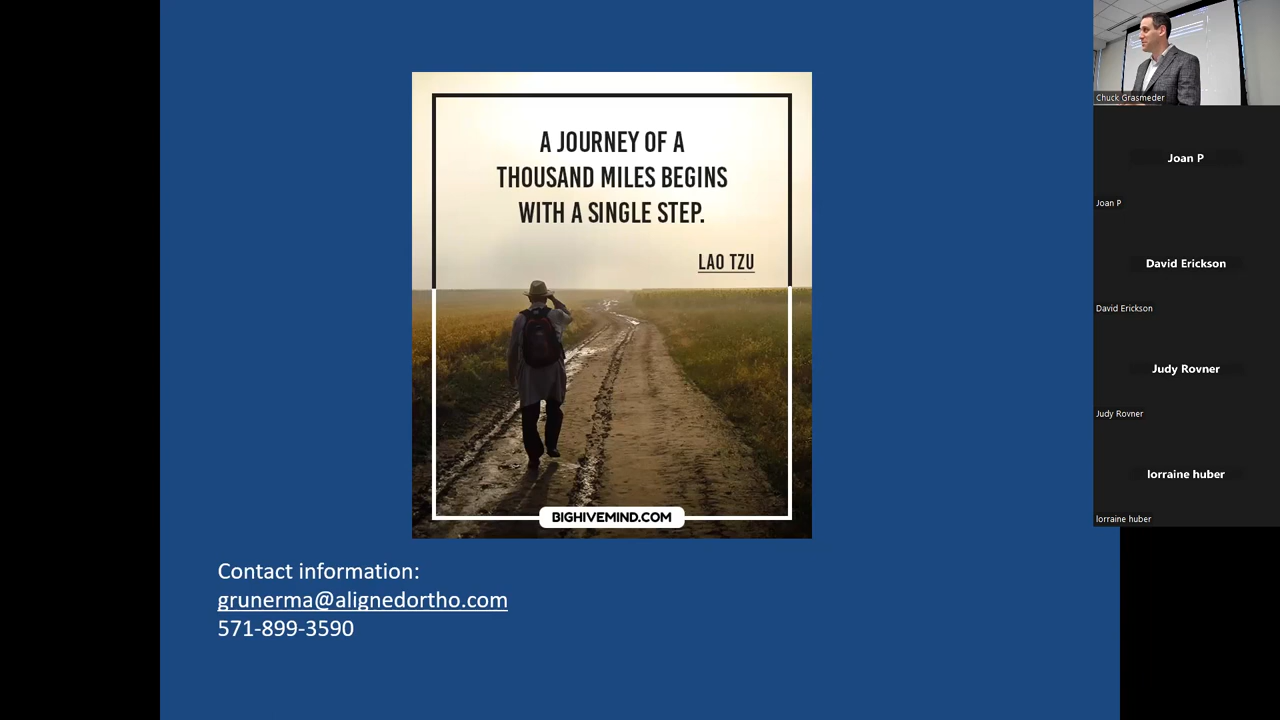 A JOURNEY OF A
THOUSAND MILES BEGINS
WITH A SINGLE STEP.
LAO TZU
BIGHIVEMIND.COM
Contact information:
grunerma@alignedortho.com
571-899-3590
Chuck Grasmeder
Joan P
Joan P
David Erickson
David Erickson
Judy Rovner
Judy Rovner
lorraine huber
lorraine huber